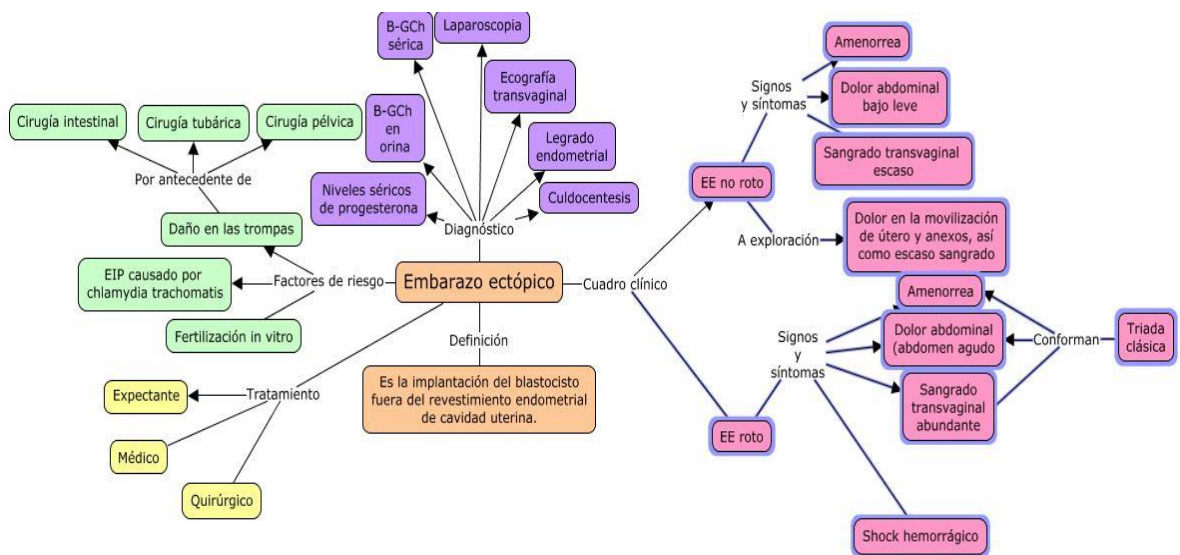 B-GCh
sérica
Laparoscopia
Ecografía
transvaginal
B-GCh
en
orina
Legrado
endometrial
Niveles séricos
de progesterona
Culdocentesis
Diagnóstico
Cirugía intestinal
Cirugía tubárica
Cirugía pélvica
Por antecedente de
Daño en las trompas
EIP causado por
chlamydia trachomatis
Factores de riesgo
Fertilización in vitro
Embarazo ectópico
Definición
Es la implantación del blastocisto
fuera del revestimiento endometrial
de cavidad uterina.
Tratamiento
Expectante
Médico
Quirúrgico
Cuadro clínico
EE no roto
Signos
y síntomas
Amenorrea
Dolor abdominal
bajo leve
Sangrado transvaginal
escaso
A exploración
Dolor en la movilización
de útero y anexos, así
como escaso sangrado
EE roto
Signos
y
síntomas
Amenorrea
Dolor abdominal
(abdomen agudo
Sangrado
transvaginal
abundante
Conforman
Triada
clásica
Shock hemorrágico